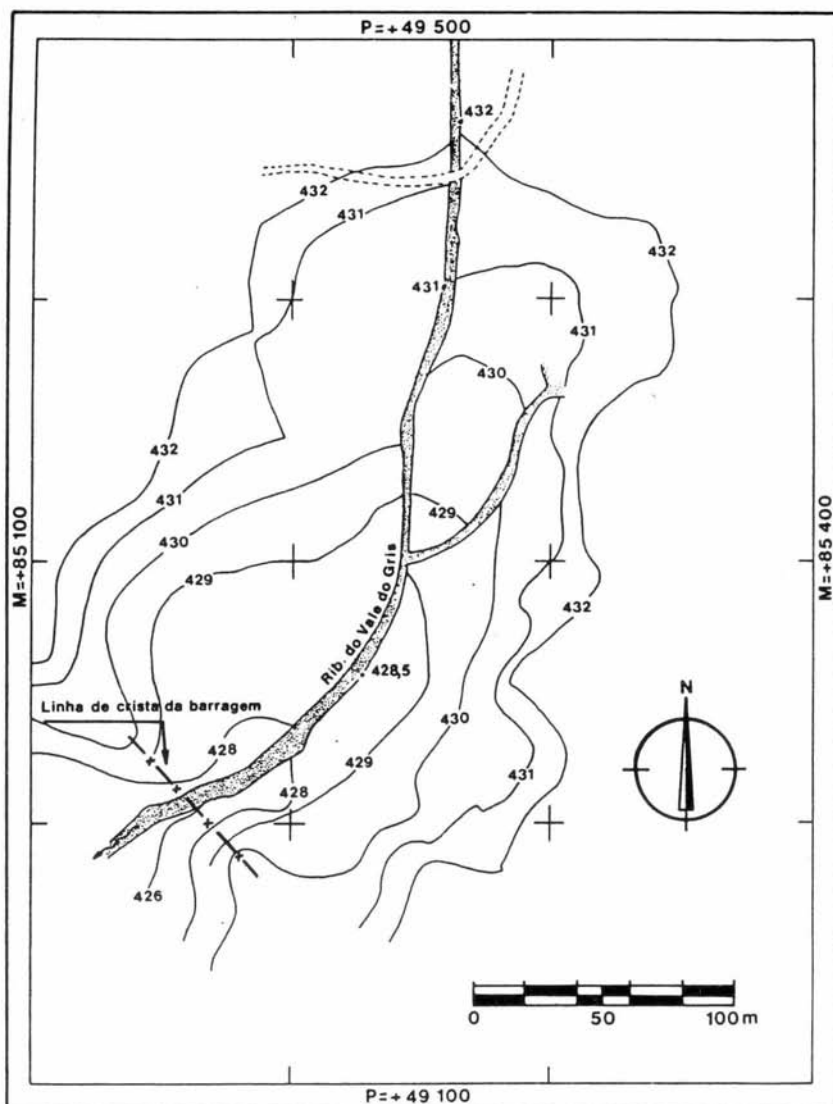 P=+49 500
432
432
431
432
431
431
430
432
431
429
430
M=+85 100
M=+85 400
429
432
Rib. do Vale do Gris
428,5
Linha de crista da barragem
430
N
428
429
431
428
426
0 50 100 m
P=+49 100